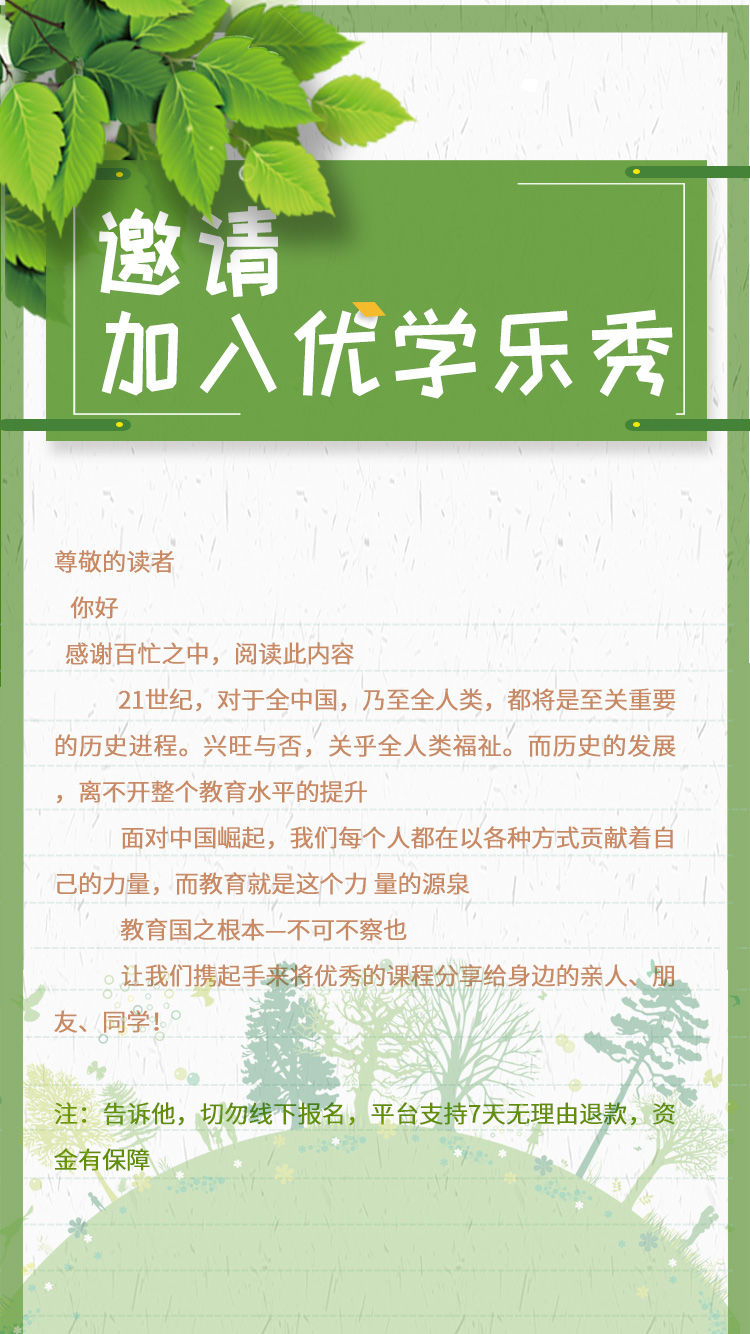 邀请
加入优学乐秀
尊敬的读者
你好
感谢百忙之中，阅读此内容
21世纪，对于全中国，乃至全人类，都将是至关重要
的历史进程。兴旺与否，关乎全人类福祉。而历史的发展
，离不开整个教育水平的提升
面对中国崛起，我们每个人都在以各种方式贡献着自
己的力量，而教育就是这个力 量的源泉
教育国之根本—不可不察也
让我们携起手来将优秀的课程分享给身边的亲人、朋
友、同学！
注：告诉他，切勿线下报名，平台支持7天无理由退款，资
金有保障